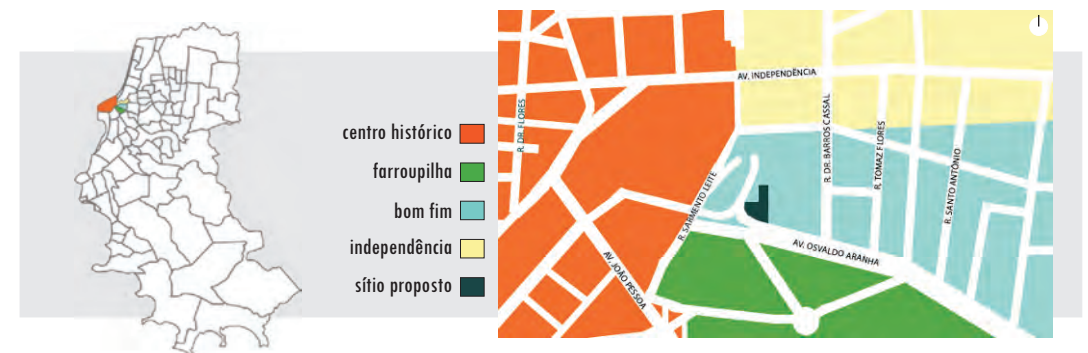 centro histórico
farroupilha
bom fim
independência
sítio proposto
AV. INDEPENDÊNCIA
R. DR. FLORES
R. DR. BARROS CASSAL
R. TOMAZ FLORES
R. SANTO ANTÔNIO
R. SARMENTO LEITE
AV. OSVALDO ARANHA
AV. JOÃO PESSOA